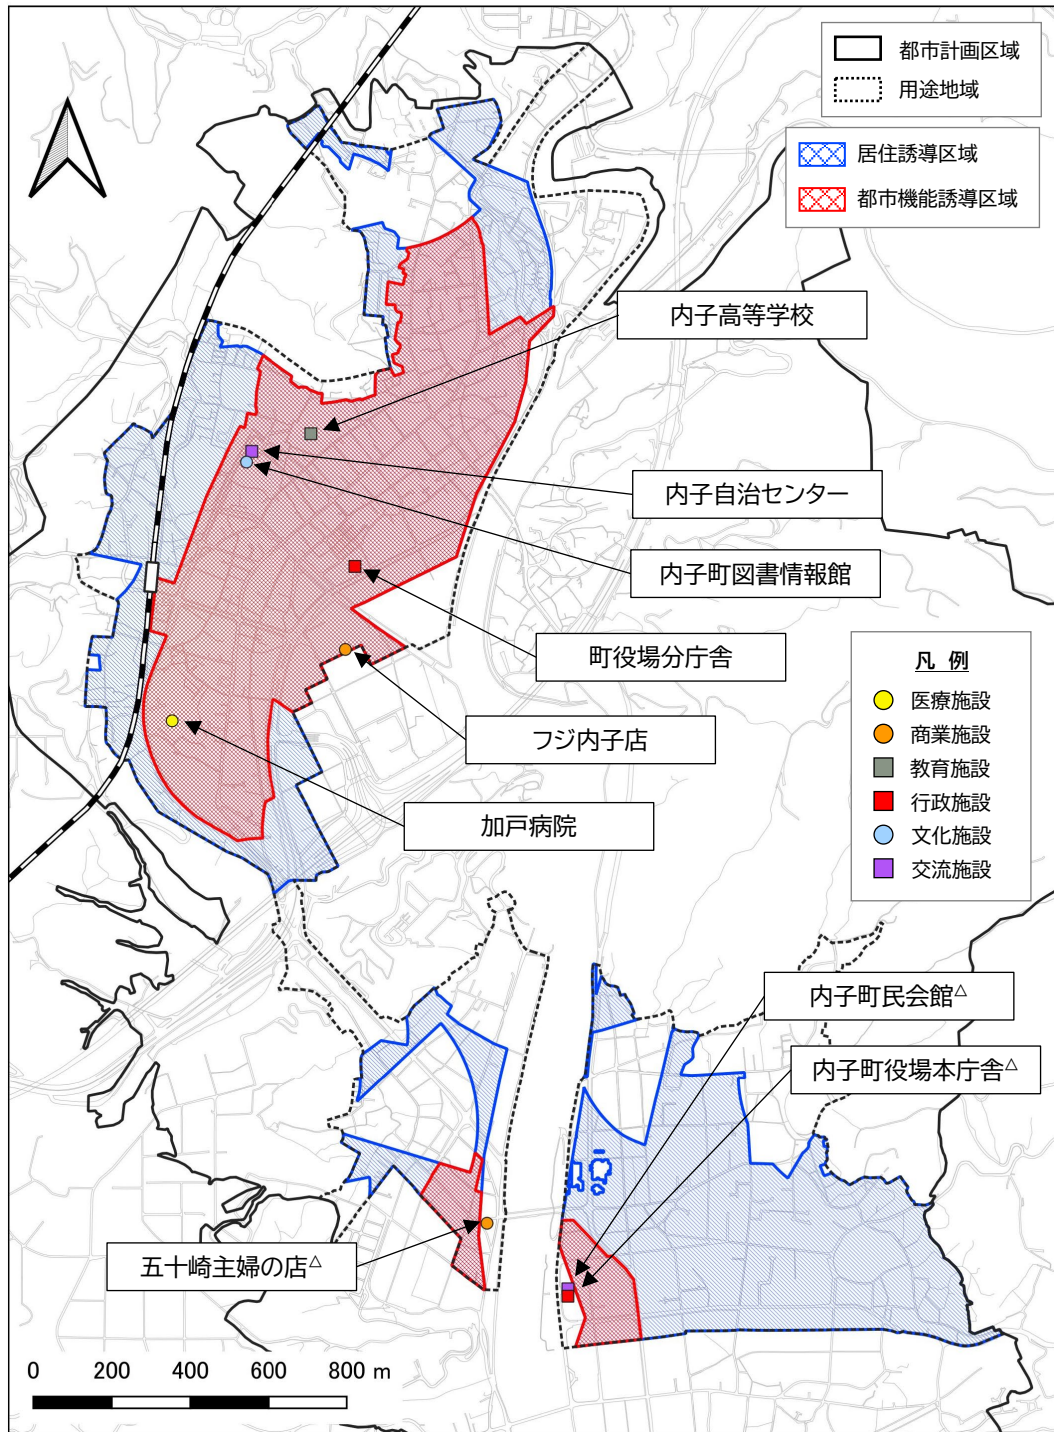 都市計画区域
用途地域
居住誘導区域
都市機能誘導区域
内子高等学校
内子自治センター
内子町図書情報館
町役場分庁舎
フジ内子店
加戸病院
凡 例
医療施設
商業施設
教育施設
行政施設
文化施設
交流施設
内子町民会館△
内子町役場本庁舎△
五十崎主婦の店△
0 200 400 600 800 m